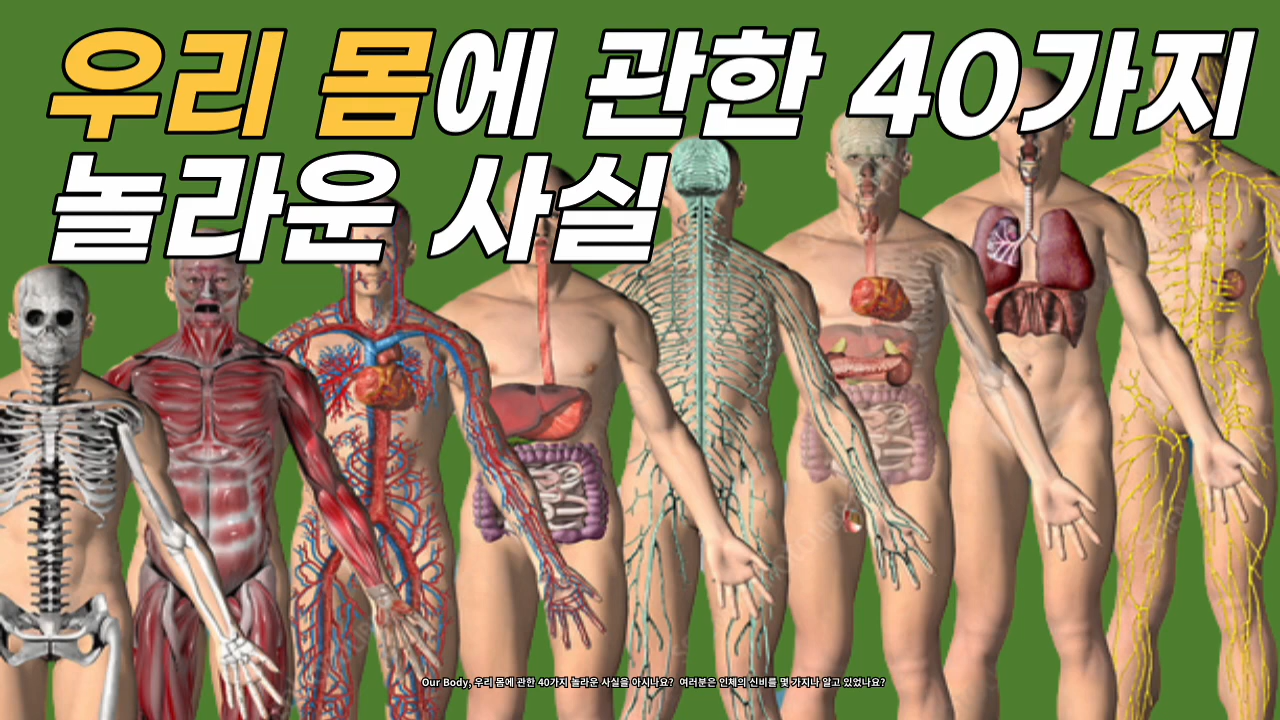 우리 몸에 관한 40가지
놀라운 사실
Our Body, 우리 몸에 관한 40가지 놀라운 사실을 아시나요? 여러분은 인체의 신비를 몇 가지나 알고 있었나요?